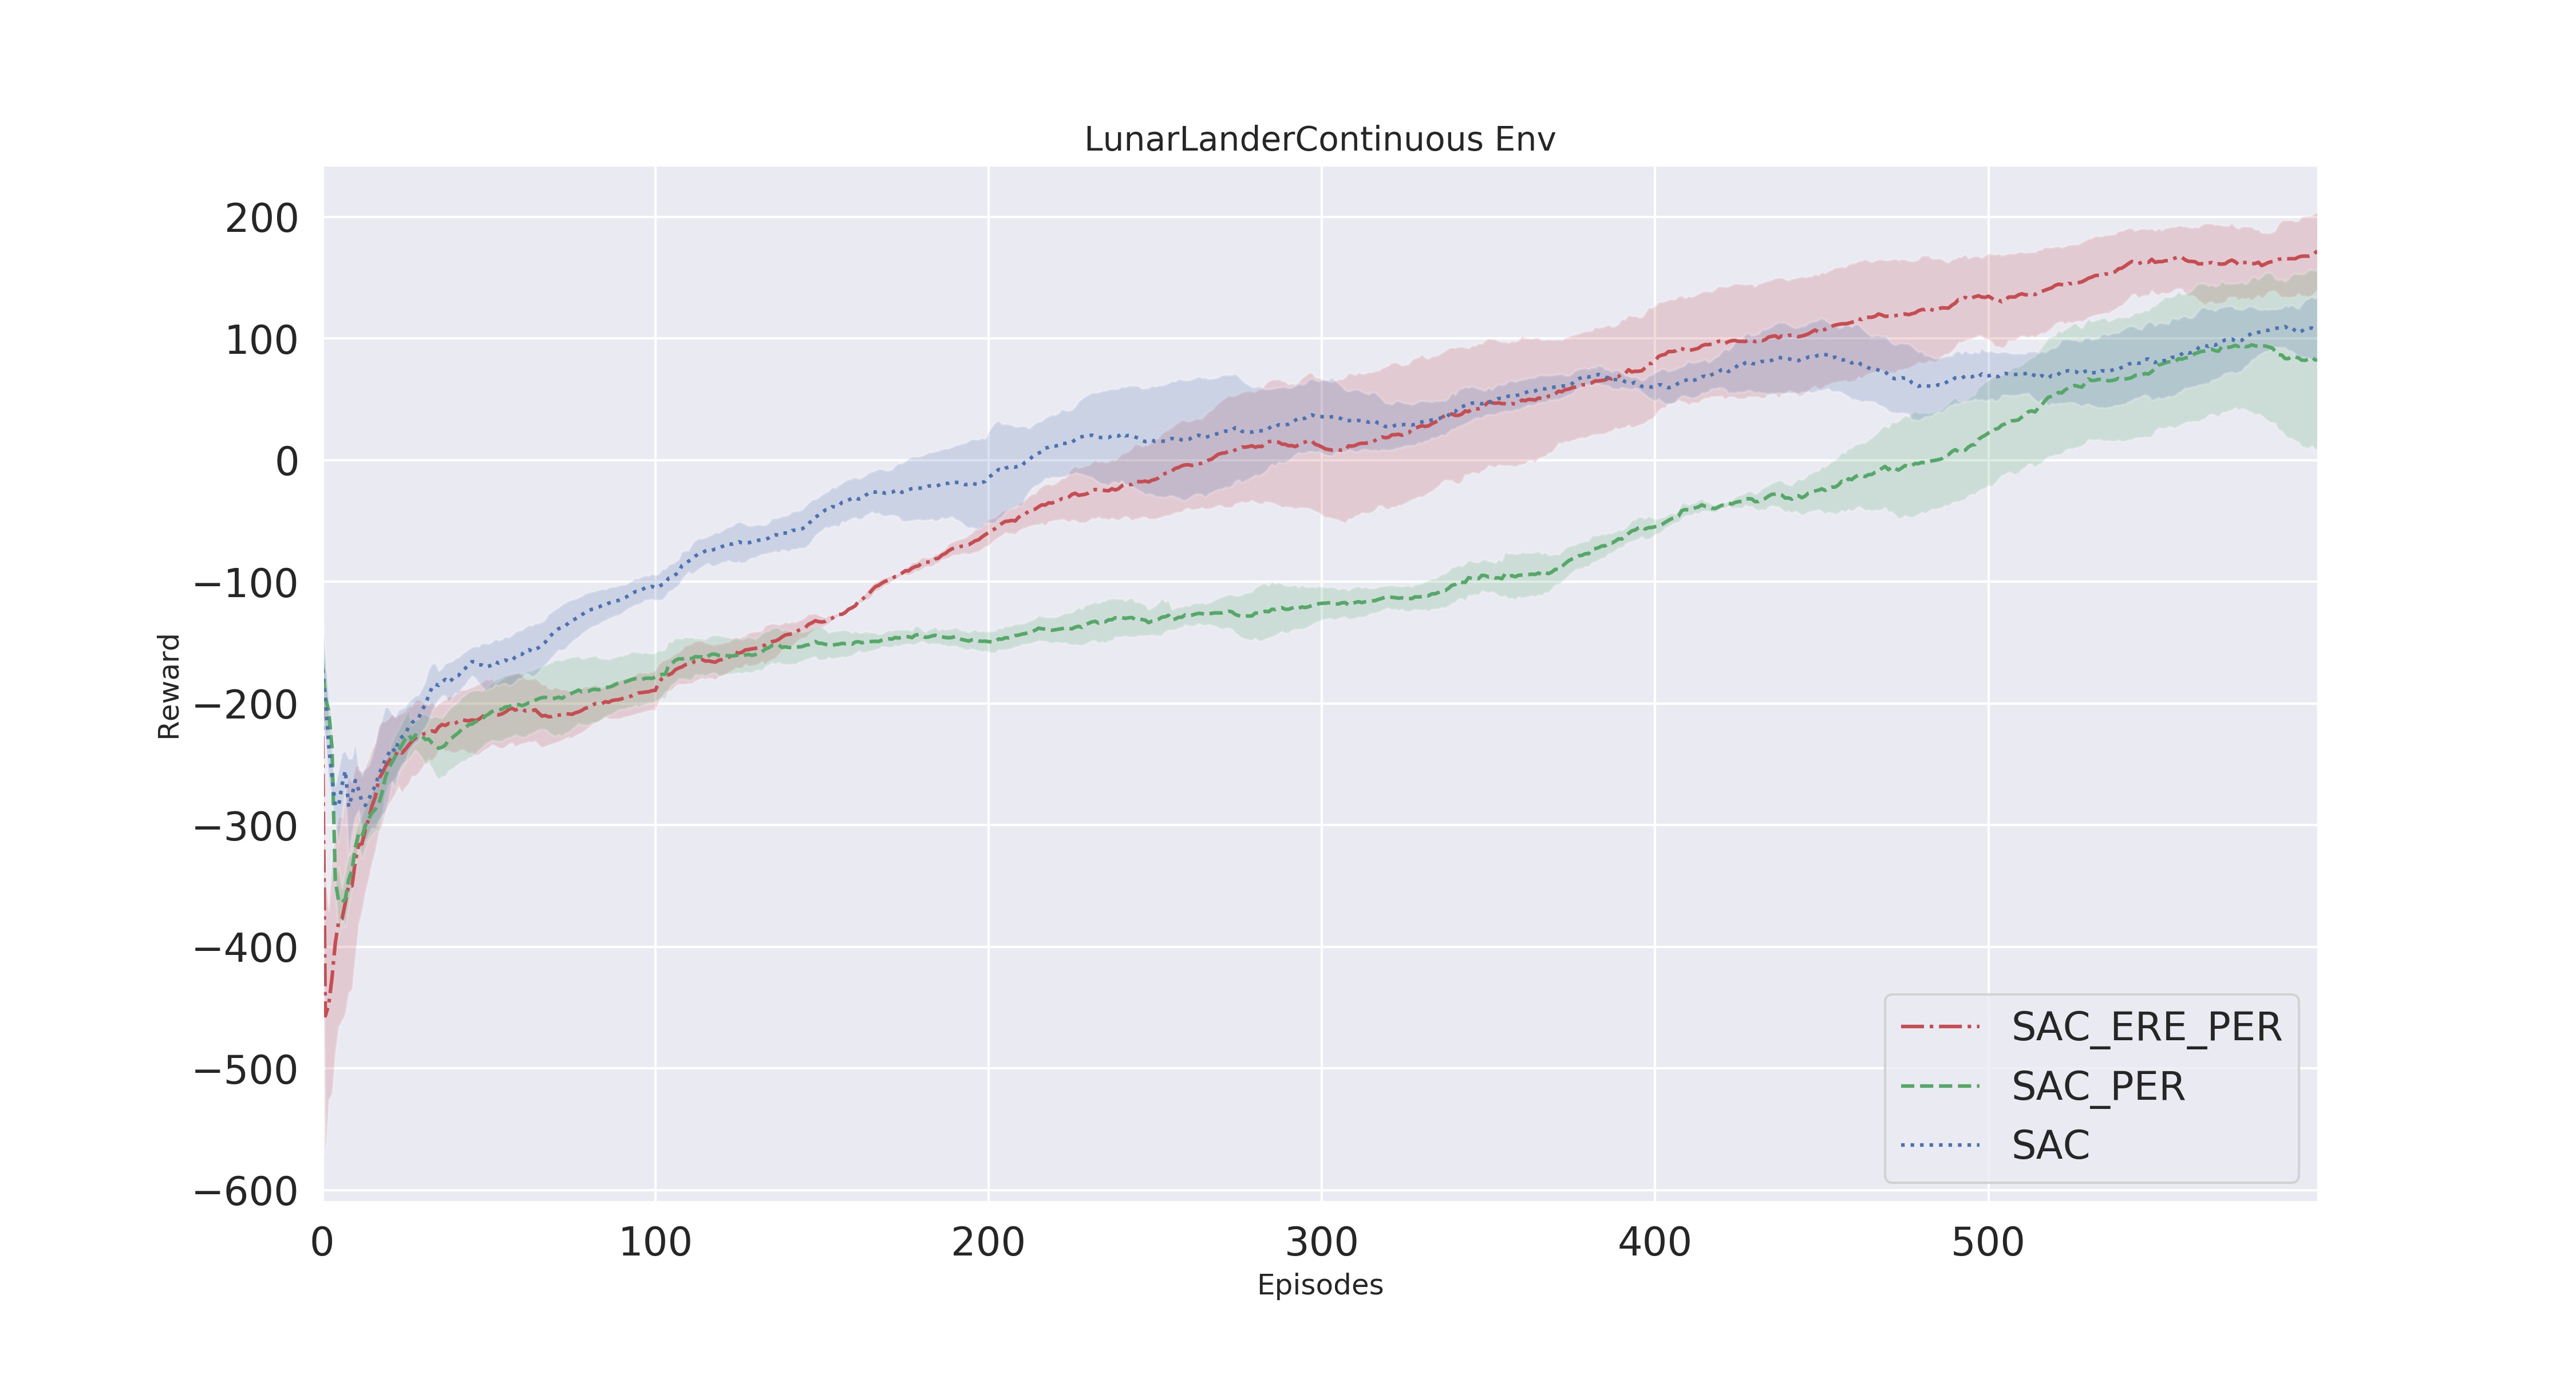 LunarLanderContinuous Env
200
100
0
−100
−200
−300
−400
−500
−600
Reward
0 100 200 300 400 500
Episodes
SAC_ERE_PER
SAC_PER
SAC